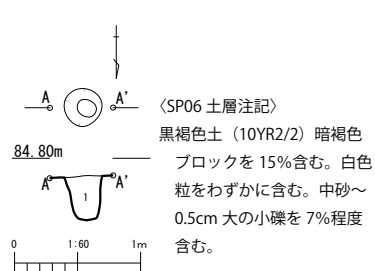 A A’
〈SP06 土層注記〉
黒褐色土（10YR2/2）暗褐色
ブロックを 15%含む。白色
粒をわずかに含む。中砂～
0.5cm 大の小礫を 7%程度
含む。
84.80m
A A’
1
0 1:60 1m